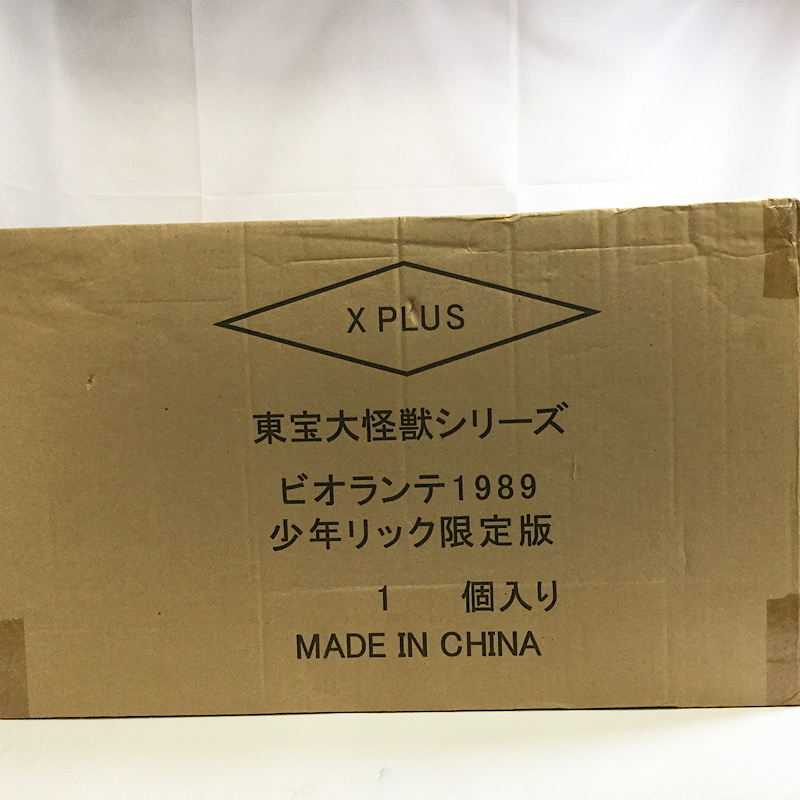 X PLUS
東宝大怪獣シリーズ
ビオランテ1989
少年リック限定版
1 個入り
MADE IN CHINA